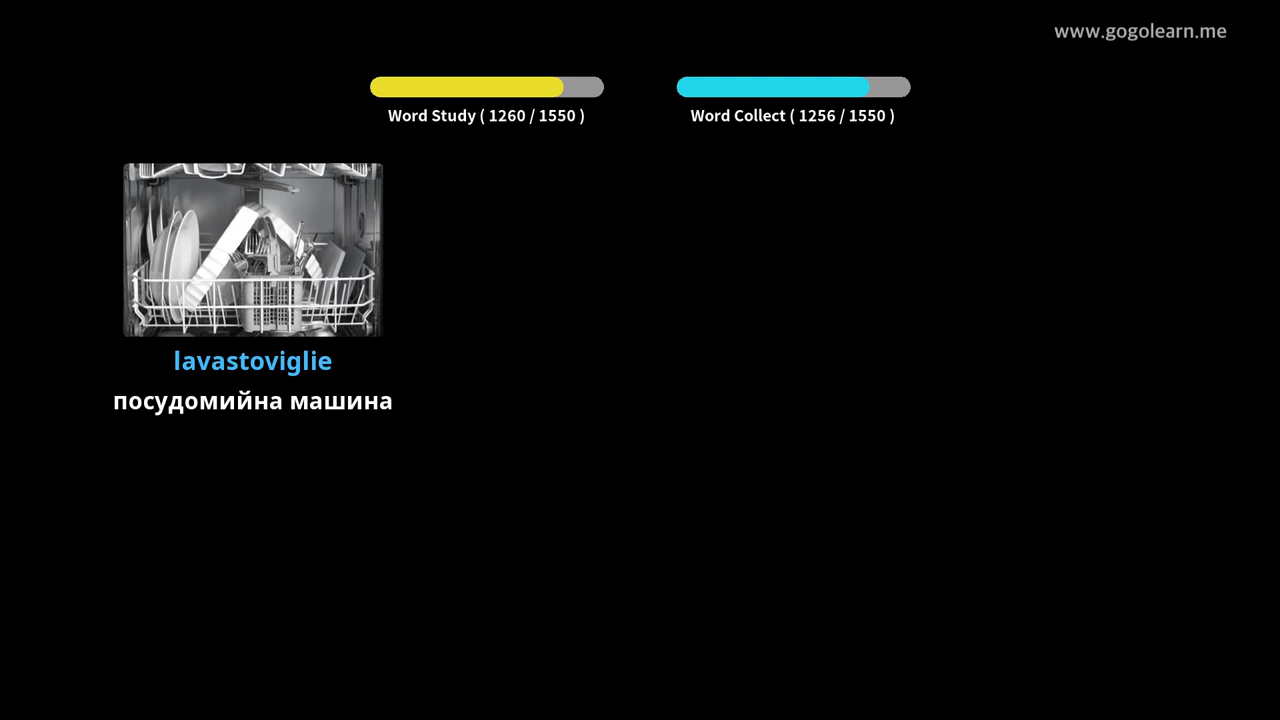 www.gogolearn.me
Word Study ( 1260 / 1550 )
Word Collect ( 1256 / 1550 )
lavastoviglie
посудомийна машина